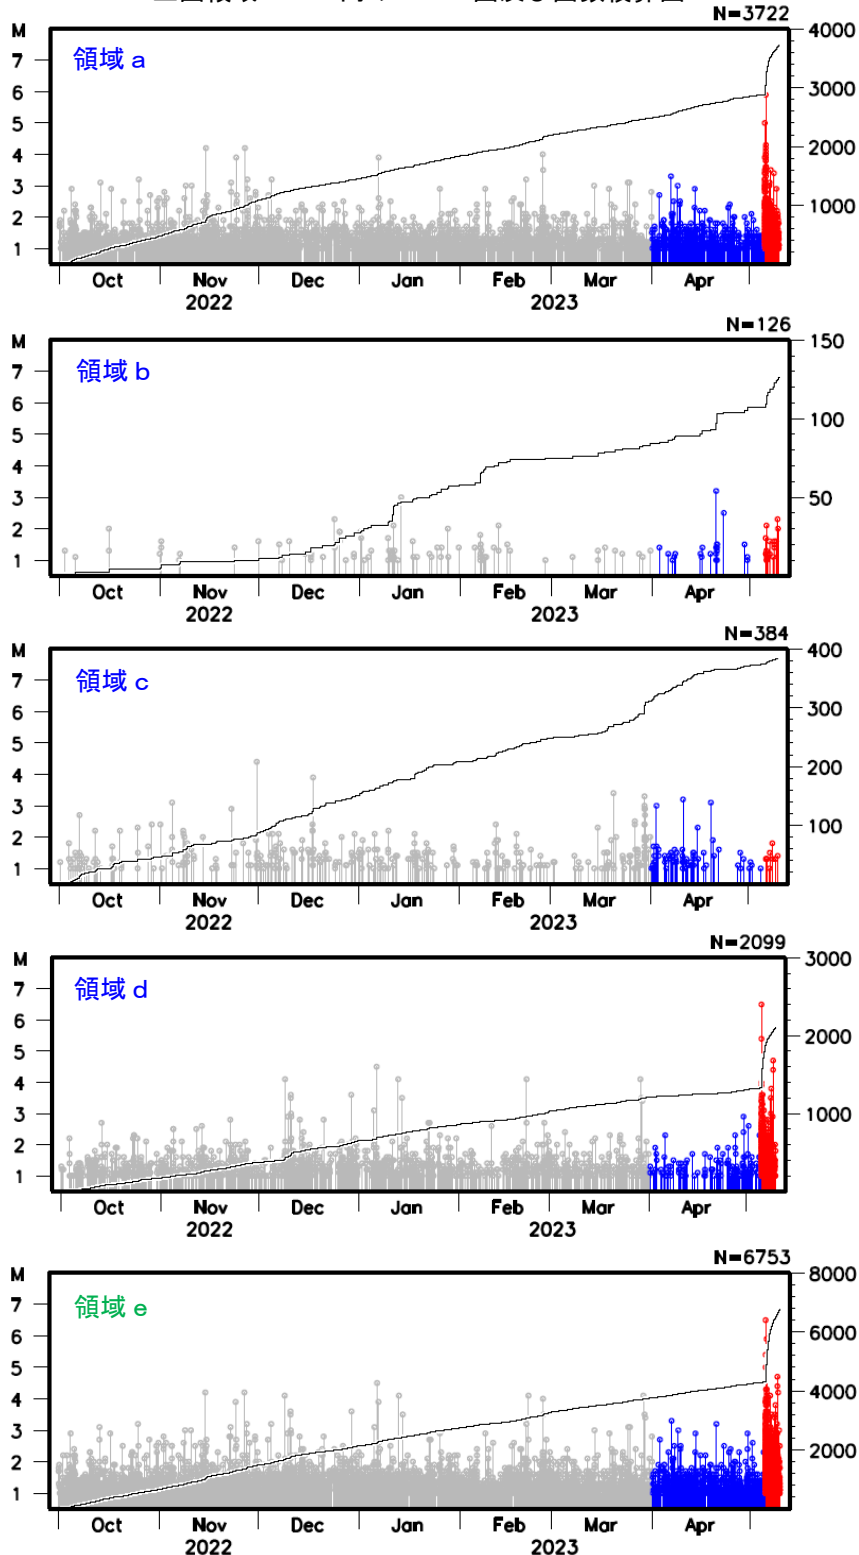 N=3722
M 4000
領域 a
7
6 3000
5
4 2000
3
2 1000
1
Oct Nov Dec Jan Feb Mar Apr
2022 2023
N=126
M 150
領域 b
7
6
5 100
4
3 50
2
1
Oct Nov Dec Jan Feb Mar Apr
2022 2023
N=384
M 400
領域 c
7
6 300
5
4 200
3
2 100
1
Oct Nov Dec Jan Feb Mar Apr
2022 2023
N=2099
M 3000
領域 d
7
6 2000
5
4
3 1000
2
1
Oct Nov Dec Jan Feb Mar Apr
2022 2023
N=6753
M 8000
領域 e
7
6 6000
5
4 4000
3
2 2000
1
Oct Nov Dec Jan Feb Mar Apr
2022 2023